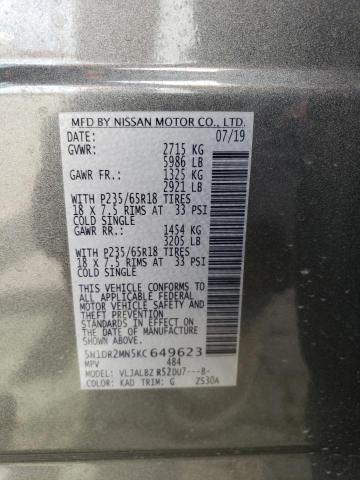 MFD BY NISSAN MOTOR CO., LTD.
DATE: 07/19
GVWR: 2715 KG
5986 LB
GAWR FR.: 1325 KG
2921 LB
WITH P235/65R18 TIRES
18 X 7.5 RIMS AT 33 PSI
COLD SINGLE
GAWR RR.: 1454 KG
3205 LB
WITH P235/65R18 TIRES
18 X 7.5 RIMS AT 33 PSI
COLD SINGLE
THIS VEHICLE CONFORMS TO ALL
APPLICABLE FEDERAL MOTOR
VEHICLE SAFETY AND BUMPER
STANDARDS IN EFFECT ON THE
DATE OF MANUFACTURE SHOWN
ABOVE.
5N1DR2MN5KC 649623
MPV 484
MODEL: VLJALBZ R52DU7---B-
COLOR: KAD TRIM: G ZS30A